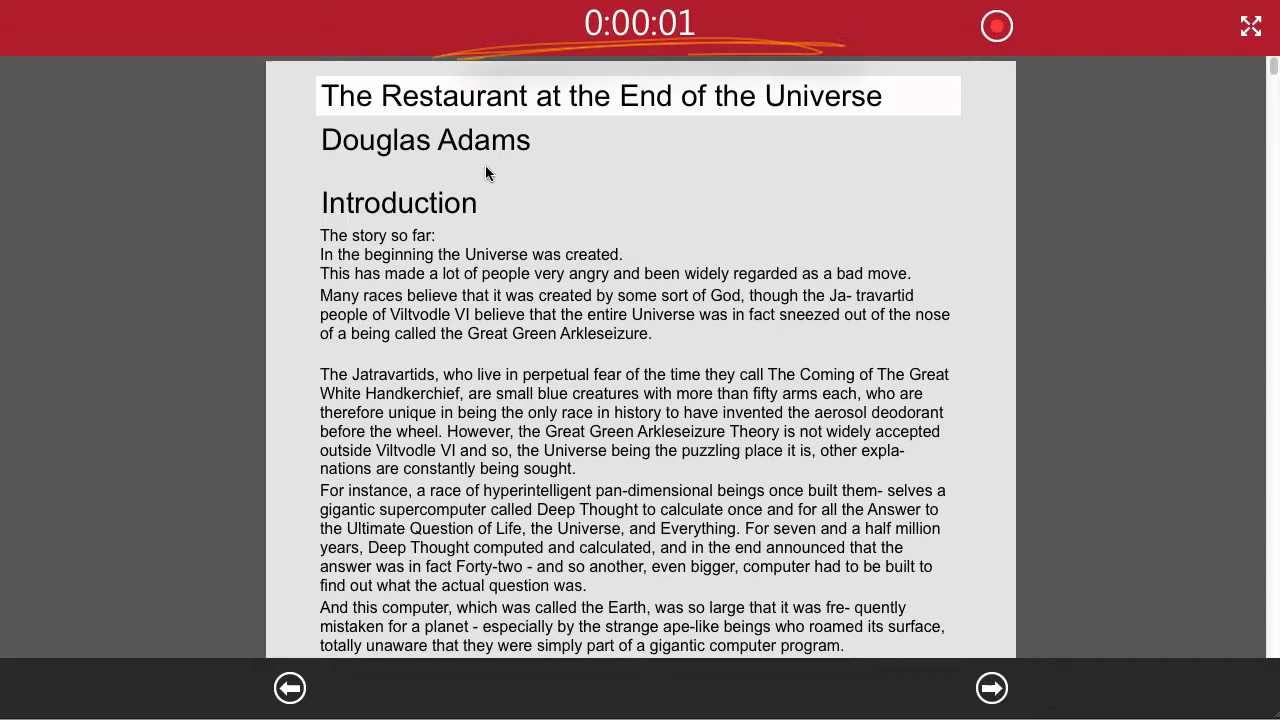 0:00:01
The Restaurant at the End of the Universe
Douglas Adams
Introduction
The story so far:
In the beginning the Universe was created.
This has made a lot of people very angry and been widely regarded as a bad move.
Many races believe that it was created by some sort of God, though the Ja- travartid
people of Viltvodle VI believe that the entire Universe was in fact sneezed out of the nose
of a being called the Great Green Arkleseizure.
The Jatravartids, who live in perpetual fear of the time they call The Coming of The Great
White Handkerchief, are small blue creatures with more than fifty arms each, who are
therefore unique in being the only race in history to have invented the aerosol deodorant
before the wheel. However, the Great Green Arkleseizure Theory is not widely accepted
outside Viltvodle VI and so, the Universe being the puzzling place it is, other expla-
nations are constantly being sought.
For instance, a race of hyperintelligent pan-dimensional beings once built them- selves a
gigantic supercomputer called Deep Thought to calculate once and for all the Answer to
the Ultimate Question of Life, the Universe, and Everything. For seven and a half million
years, Deep Thought computed and calculated, and in the end announced that the
answer was in fact Forty-two - and so another, even bigger, computer had to be built to
find out what the actual question was.
And this computer, which was called the Earth, was so large that it was fre- quently
mistaken for a planet - especially by the strange ape-like beings who roamed its surface,
totally unaware that they were simply part of a gigantic computer program.